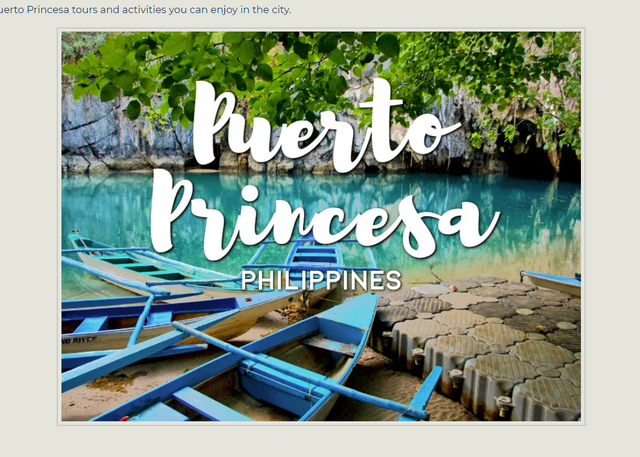 uerto Princesa tours and activities you can enjoy in the city.
Puerto
Princesa
PHILIPPINES
ND RIVER